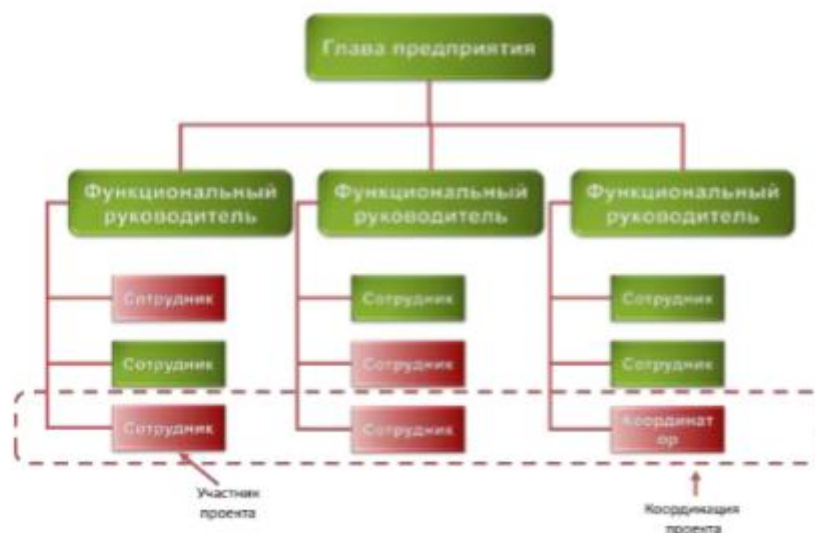 Глава предприятия
Функциональный
руководитель
Функциональный
руководитель
Функциональный
руководитель
Сотрудник
Сотрудник
Сотрудник
Сотрудник
Сотрудник
Сотрудник
Сотрудник
Сотрудник
Координат
ор
Участник
проекта
Координация
проекта